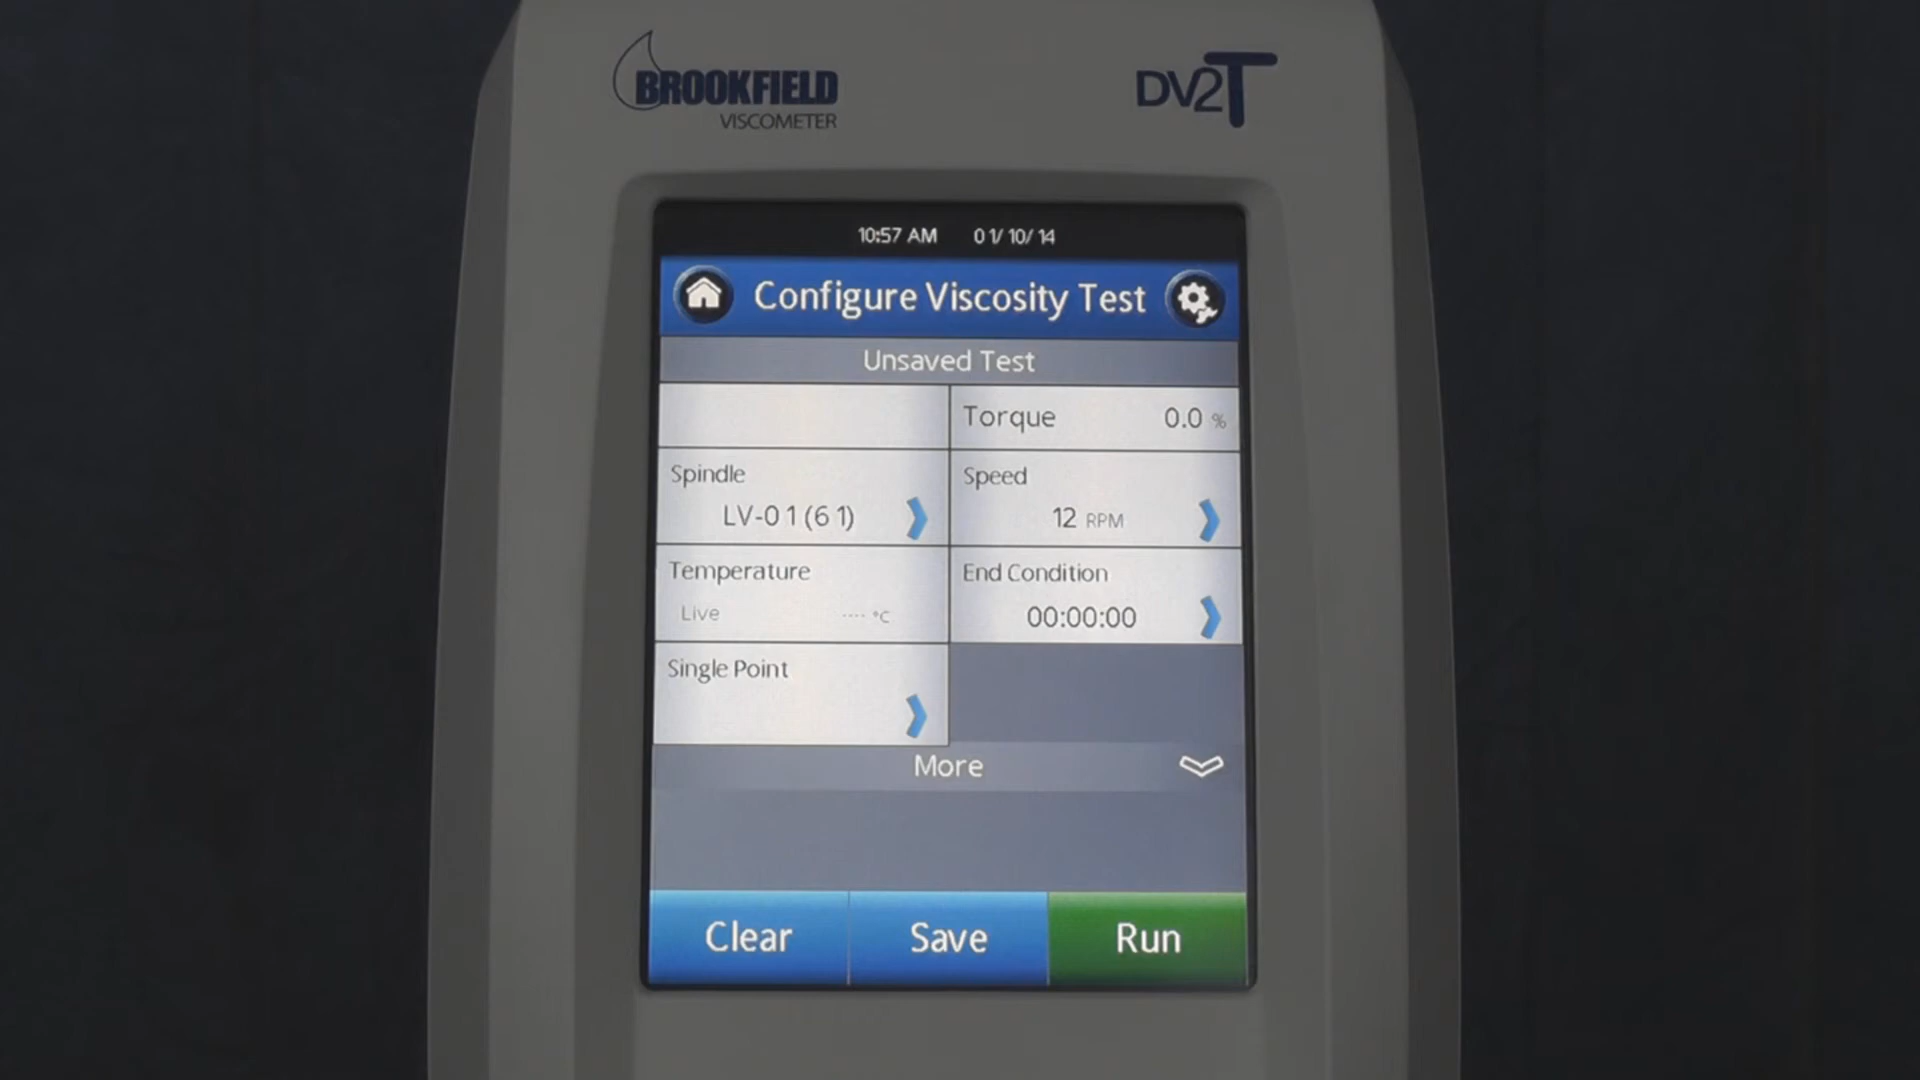 BROOKFIELD
VISCOMETER
DV2T
10:57 AM 01/10/14
Configure Viscosity Test
Unsaved Test
Torque 0.0 %
Spindle
LV-01 (61)
Speed
12 RPM
Temperature
Live ---- °C
End Condition
00:00:00
Single Point
More
Clear Save Run